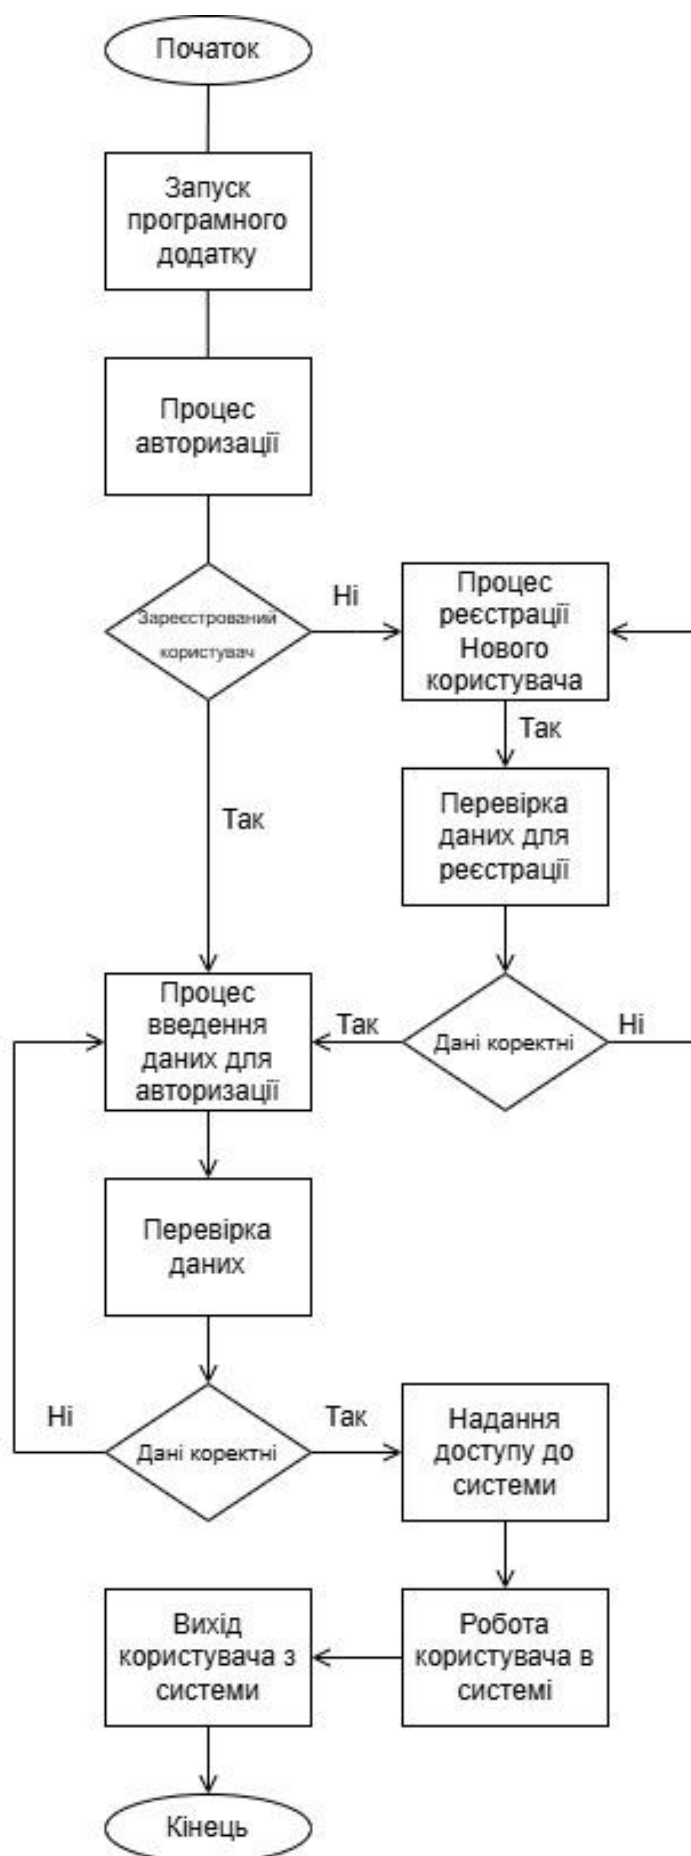 Початок
Запуск
програмного
додатку
Процес
авторизації
Зареєстрований
користувач
Ні
Процес
реєстрації
Нового
користувача
Так
Так
Перевірка
даних для
реєстрації
Процес
введення
даних для
авторизації
Так
Дані коректні
Ні
Перевірка
даних
Ні
Дані коректні
Так
Надання
доступу до
системи
Вихід
користувача з
системи
Робота
користувача в
системі
Кінець